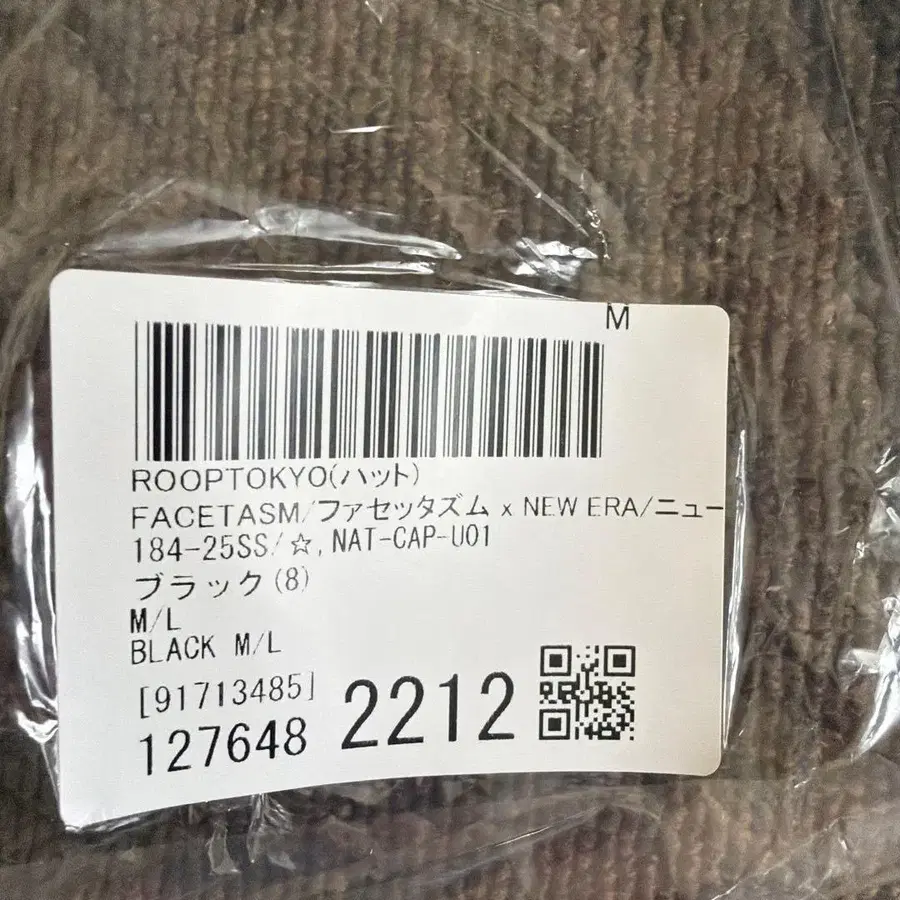 M
ROOPTOKYO(ハット)
FACETASM/ファセッタズム x NEW ERA/ニュー
184-25SS/☆,NAT-CAP-U01
ブラック(8)
M/L
BLACK M/L
[91713485]
127648 2212